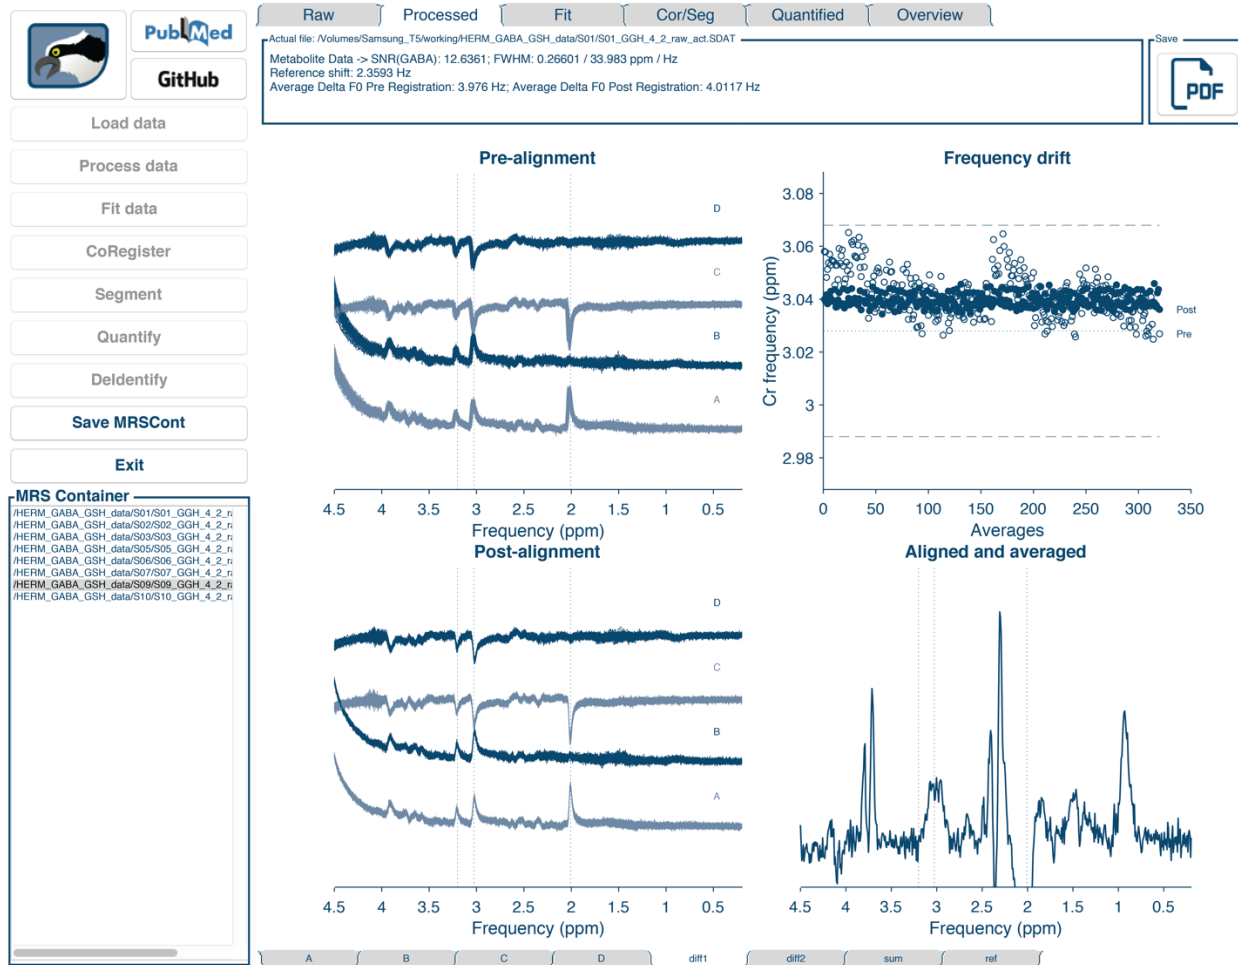 PubMed
GitHub
Load data
Process data
Fit data
CoRegister
Segment
Quantify
DeIdentify
Save MRSCont
Exit
MRS Container
/HERM_GABA_GSH_data/S01/S01_GGH_4_2_ra
/HERM_GABA_GSH_data/S02/S02_GGH_4_2_ra
/HERM_GABA_GSH_data/S03/S03_GGH_4_2_ra
/HERM_GABA_GSH_data/S05/S05_GGH_4_2_ra
/HERM_GABA_GSH_data/S06/S06_GGH_4_2_ra
/HERM_GABA_GSH_data/S07/S07_GGH_4_2_ra
/HERM_GABA_GSH_data/S09/S09_GGH_4_2_ra
/HERM_GABA_GSH_data/S10/S10_GGH_4_2_ra
Raw Processed Fit Cor/Seg Quantified Overview
Actual file: /Volumes/Samsung_T5/working/HERM_GABA_GSH_data/S01/S01_GGH_4_2_raw_act.SDAT
Metabolite Data -> SNR(GABA): 12.6361; FWHM: 0.26601 / 33.983 ppm / Hz
Reference shift: 2.3593 Hz
Average Delta F0 Pre Registration: 3.976 Hz; Average Delta F0 Post Registration: 4.0117 Hz
Save
PDF
Pre-alignment
D
C
B
A
4.5 4 3.5 3 2.5 2 1.5 1 0.5
Frequency (ppm)
Frequency drift
Cr frequency (ppm)
3.08
3.06
3.04
3.02
3
2.98
Post
Pre
0 50 100 150 200 250 300 350
Averages
Post-alignment
D
C
B
A
4.5 4 3.5 3 2.5 2 1.5 1 0.5
Frequency (ppm)
Aligned and averaged
4.5 4 3.5 3 2.5 2 1.5 1 0.5
Frequency (ppm)
A B C D diff1 diff2 sum ref